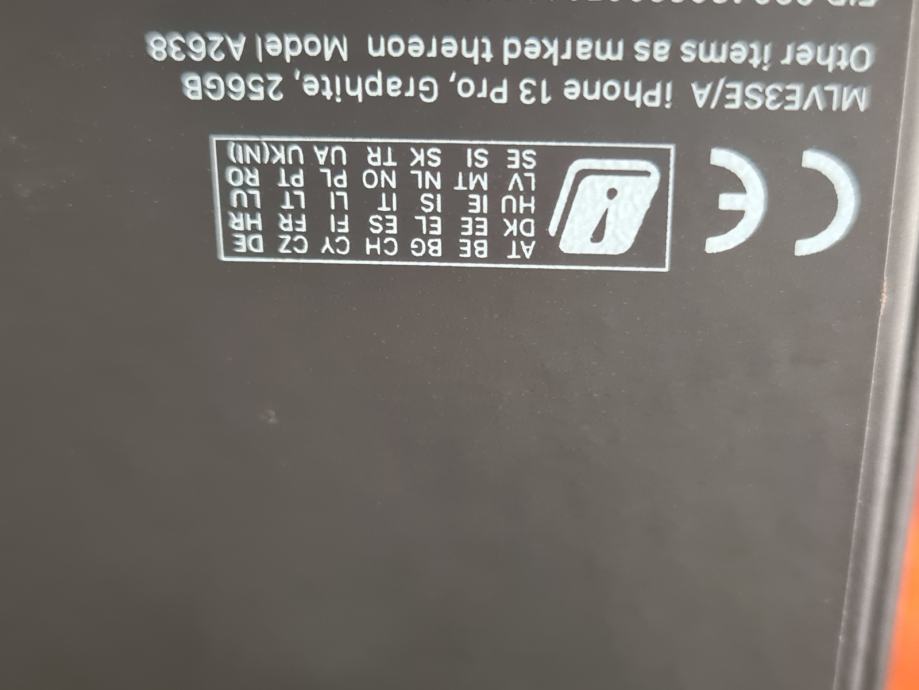 CE
AT BE BG CH CY CZ DE
DK EE EL ES FI FR HR
HU IE IS IT LI LT LU
LV MT NL NO PL PT RO
SE SI SK TR UA UK(NI)
MLVE3SE/A iPhone 13 Pro, Graphite, 256GB
Other items as marked thereon Model A2638